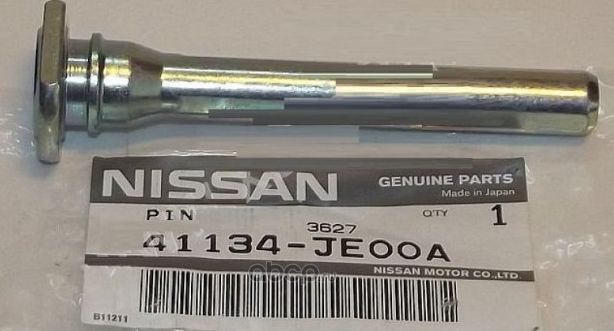 NISSAN GENUINE PARTS
Made in Japan
PIN 3627 QTY 1
41134-JE00A
NISSAN MOTOR CO.,LTD.
B11211